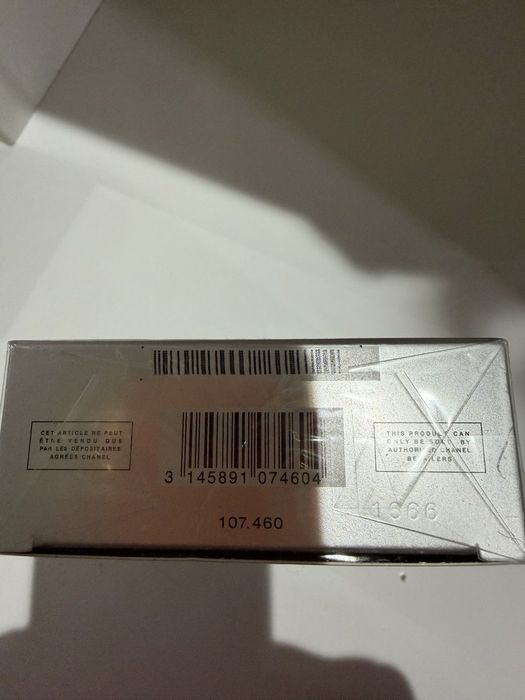 CET ARTICLE NE PEUT
ÊTRE VENDU QUE
PAR LES DÉPOSITAIRES
AGRÉÉS CHANEL
THIS PRODUCT CAN
ONLY BE SOLD BY
AUTHORIZED CHANEL
RETAILERS
3 145891 074604
107.460
1666